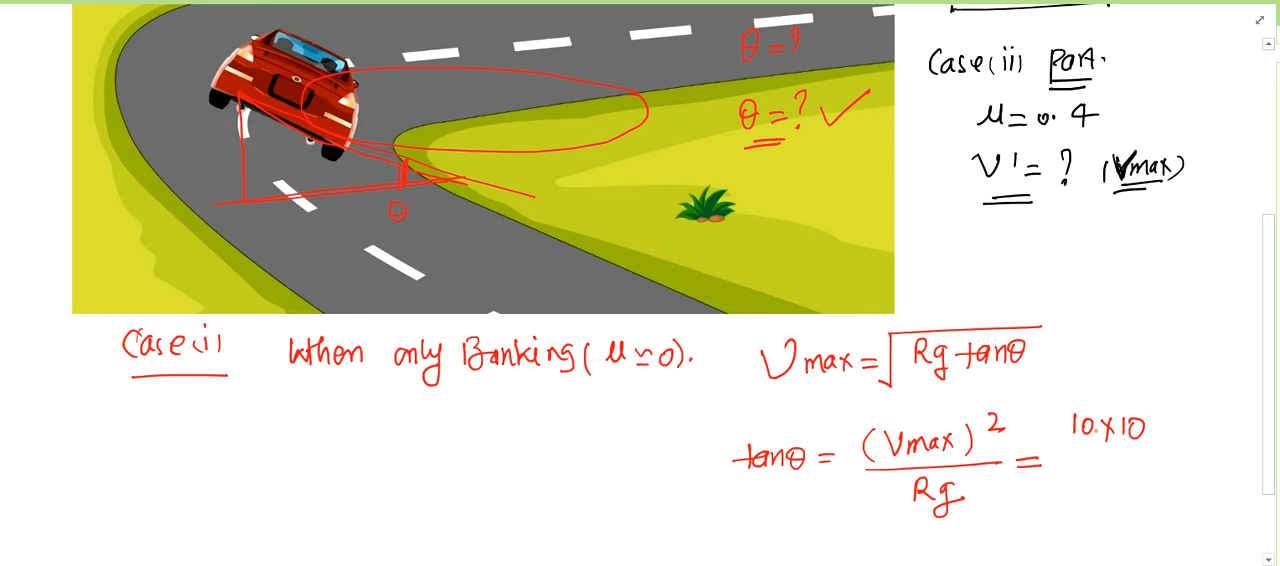 θ = ?
θ = ? ✓
θ
Case(ii) Part.
μ = 0.4
V' = ? (Vmax)
Case(i) When only Banking (μ ≃ 0). Vmax = √Rg tanθ
tanθ = (Vmax)² / Rg = 10×10